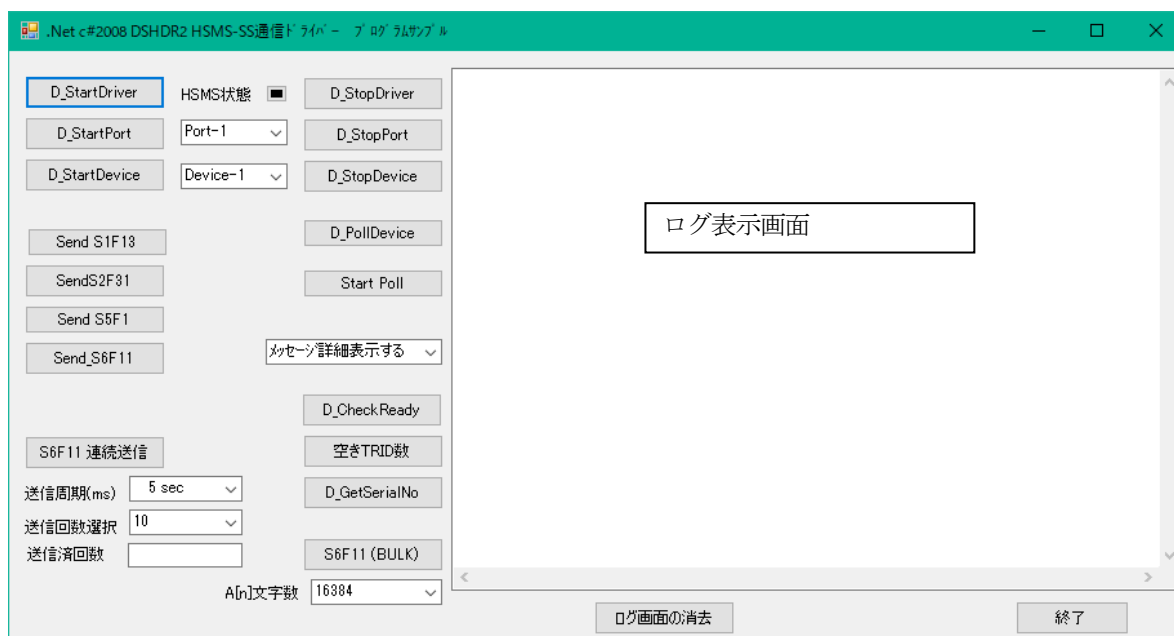 .Net c#2008 DSHDR2 HSMS-SS通信ﾄﾞﾗｲﾊﾞｰ ﾌﾟﾛｸﾞﾗﾑｻﾝﾌﾟﾙ
D_StartDriver HSMS状態 D_StopDriver
D_StartPort Port-1 D_StopPort
D_StartDevice Device-1 D_StopDevice
ログ表示画面
Send S1F13 D_PollDevice
SendS2F31 Start Poll
Send S5F1
Send_S6F11 ﾒｯｾｰｼﾞ詳細表示する
D_CheckReady
S6F11 連続送信 空きTRID数
送信周期(ms) 5 sec D_GetSerialNo
送信回数選択 10
送信済回数 S6F11 (BULK)
A[n]文字数 16384
ログ画面の消去 終了